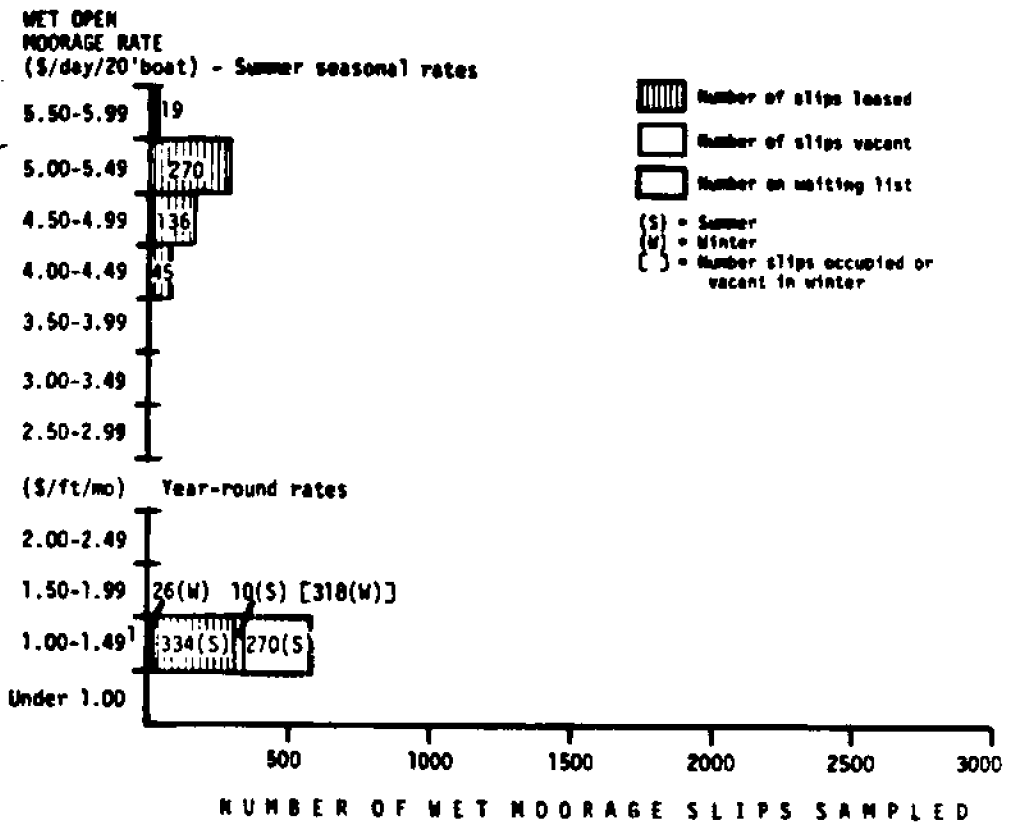 WET OPEN
MOORAGE RATE
($/day/20'boat) - Summer seasonal rates
5.50-5.99
19
5.00-5.49
270
4.50-4.99
136
4.00-4.49
45
3.50-3.99
3.00-3.49
2.50-2.99
Number of slips leased
Number of slips vacant
Number on waiting list
(S) = Summer
(W) = Winter
[ ] = Number slips occupied or
vacant in winter
($/ft/mo) Year-round rates
2.00-2.49
1.50-1.99
26(W) 10(S) [318(W)]
1.00-1.49¹
334(S) 270(S)
Under 1.00
500 1000 1500 2000 2500 3000
NUMBER OF WET MOORAGE SLIPS SAMPLED